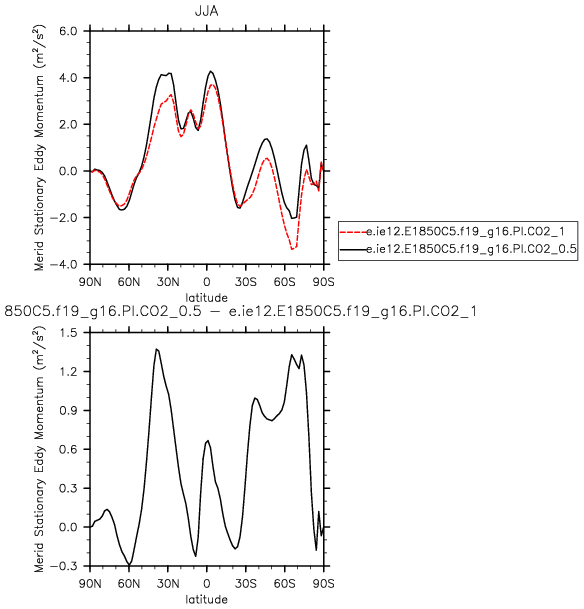 JJA
Merid Stationary Eddy Momentum (m²/s²)
6.0
4.0
2.0
0.0
−2.0
−4.0
90N 60N 30N 0 30S 60S 90S
latitude
e.ie12.E1850C5.f19_g16.PI.CO2_1
e.ie12.E1850C5.f19_g16.PI.CO2_0.5
850C5.f19_g16.PI.CO2_0.5 − e.ie12.E1850C5.f19_g16.PI.CO2_1
Merid Stationary Eddy Momentum (m²/s²)
1.5
1.2
0.9
0.6
0.3
0.0
−0.3
90N 60N 30N 0 30S 60S 90S
latitude